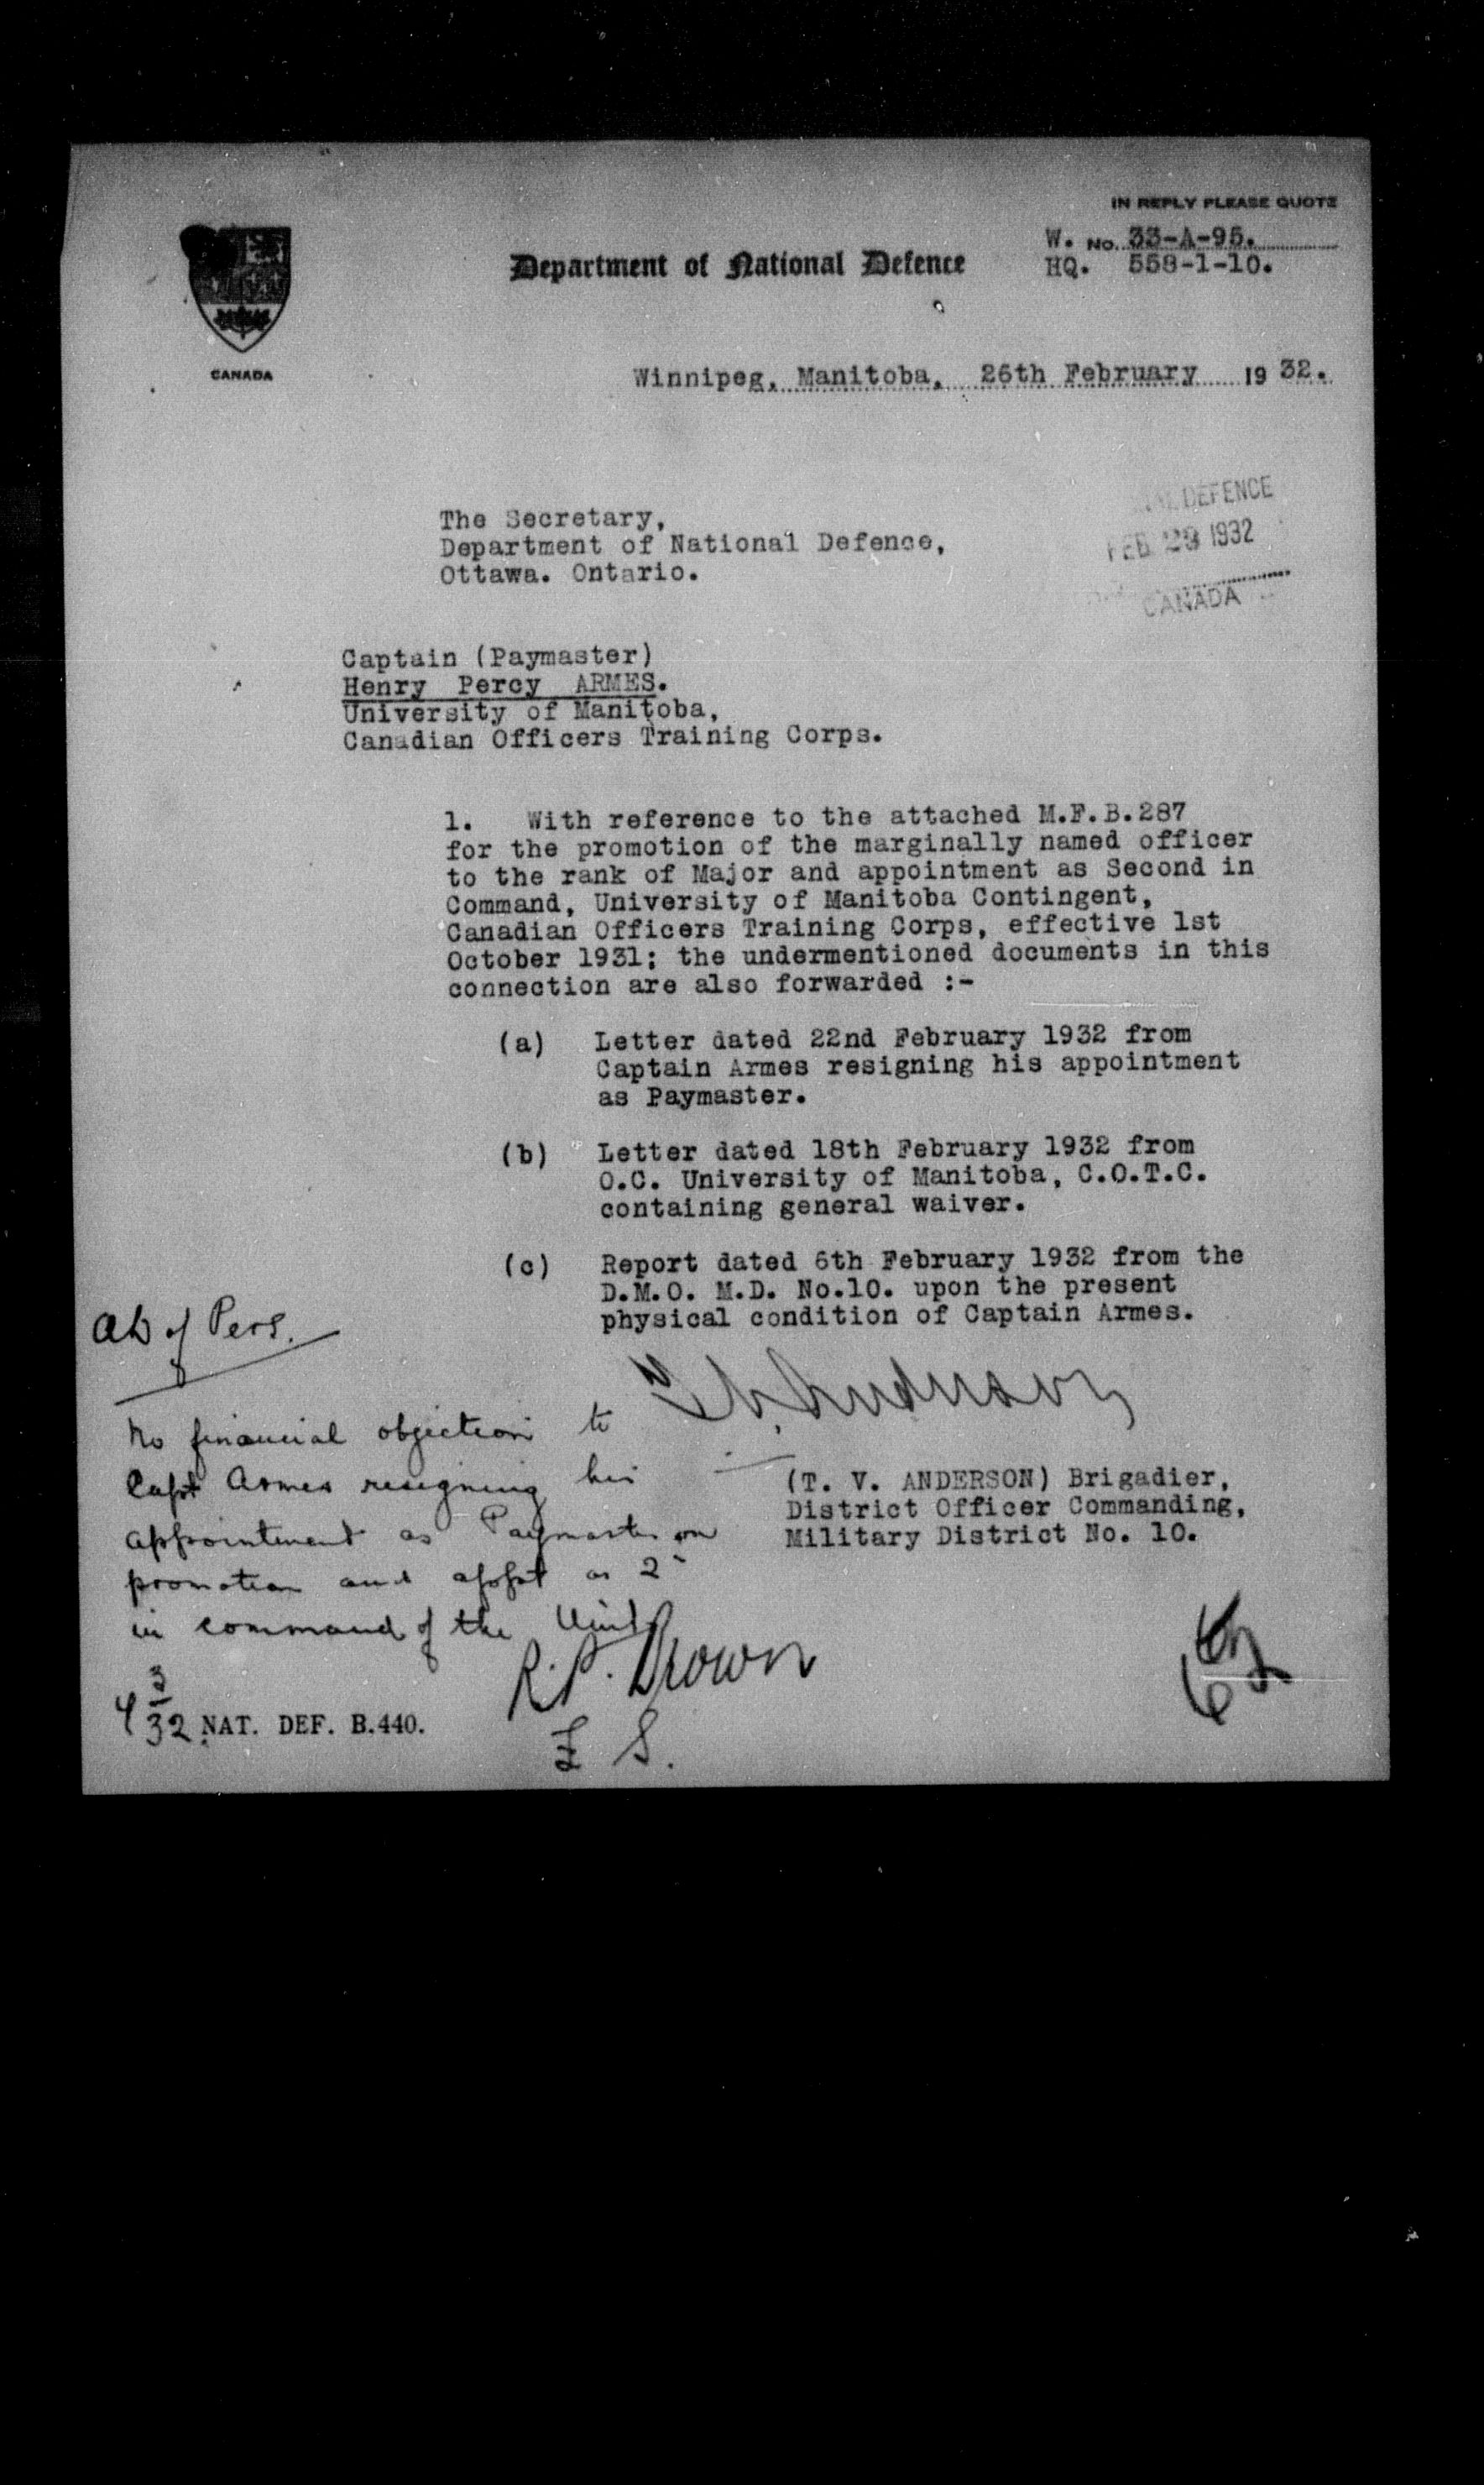 IN REPLY PLEASE QUOTE
W. No. 33-A-95.
HQ. 558-1-10.
Department of National Defence
CANADA
Winnipeg, Manitoba, 26th February 1932.
DEFENCE
FEB 29 1932
CANADA
The Secretary,
Department of National Defence,
Ottawa. Ontario.
Captain (Paymaster)
Henry Percy ARMES.
University of Manitoba,
Canadian Officers Training Corps.
1. With reference to the attached M.F.B.287
for the promotion of the marginally named officer
to the rank of Major and appointment as Second in
Command, University of Manitoba Contingent,
Canadian Officers Training Corps, effective 1st
October 1931; the undermentioned documents in this
connection are also forwarded :-
(a) Letter dated 22nd February 1932 from
Captain Armes resigning his appointment
as Paymaster.
(b) Letter dated 18th February 1932 from
O.C. University of Manitoba, C.O.T.C.
containing general waiver.
(c) Report dated 6th February 1932 from the
D.M.O. M.D. No.10. upon the present
physical condition of Captain Armes.
T.V. Anderson
(T. V. ANDERSON) Brigadier,
District Officer Commanding,
Military District No. 10.
AD of Pers.
No financial objection to
Capt Armes resigning his
appointment as Paymaster on
promotion and appt as 2
in command of the Unit
R.P. Brown
F S.
4 3/32
NAT. DEF. B.440.